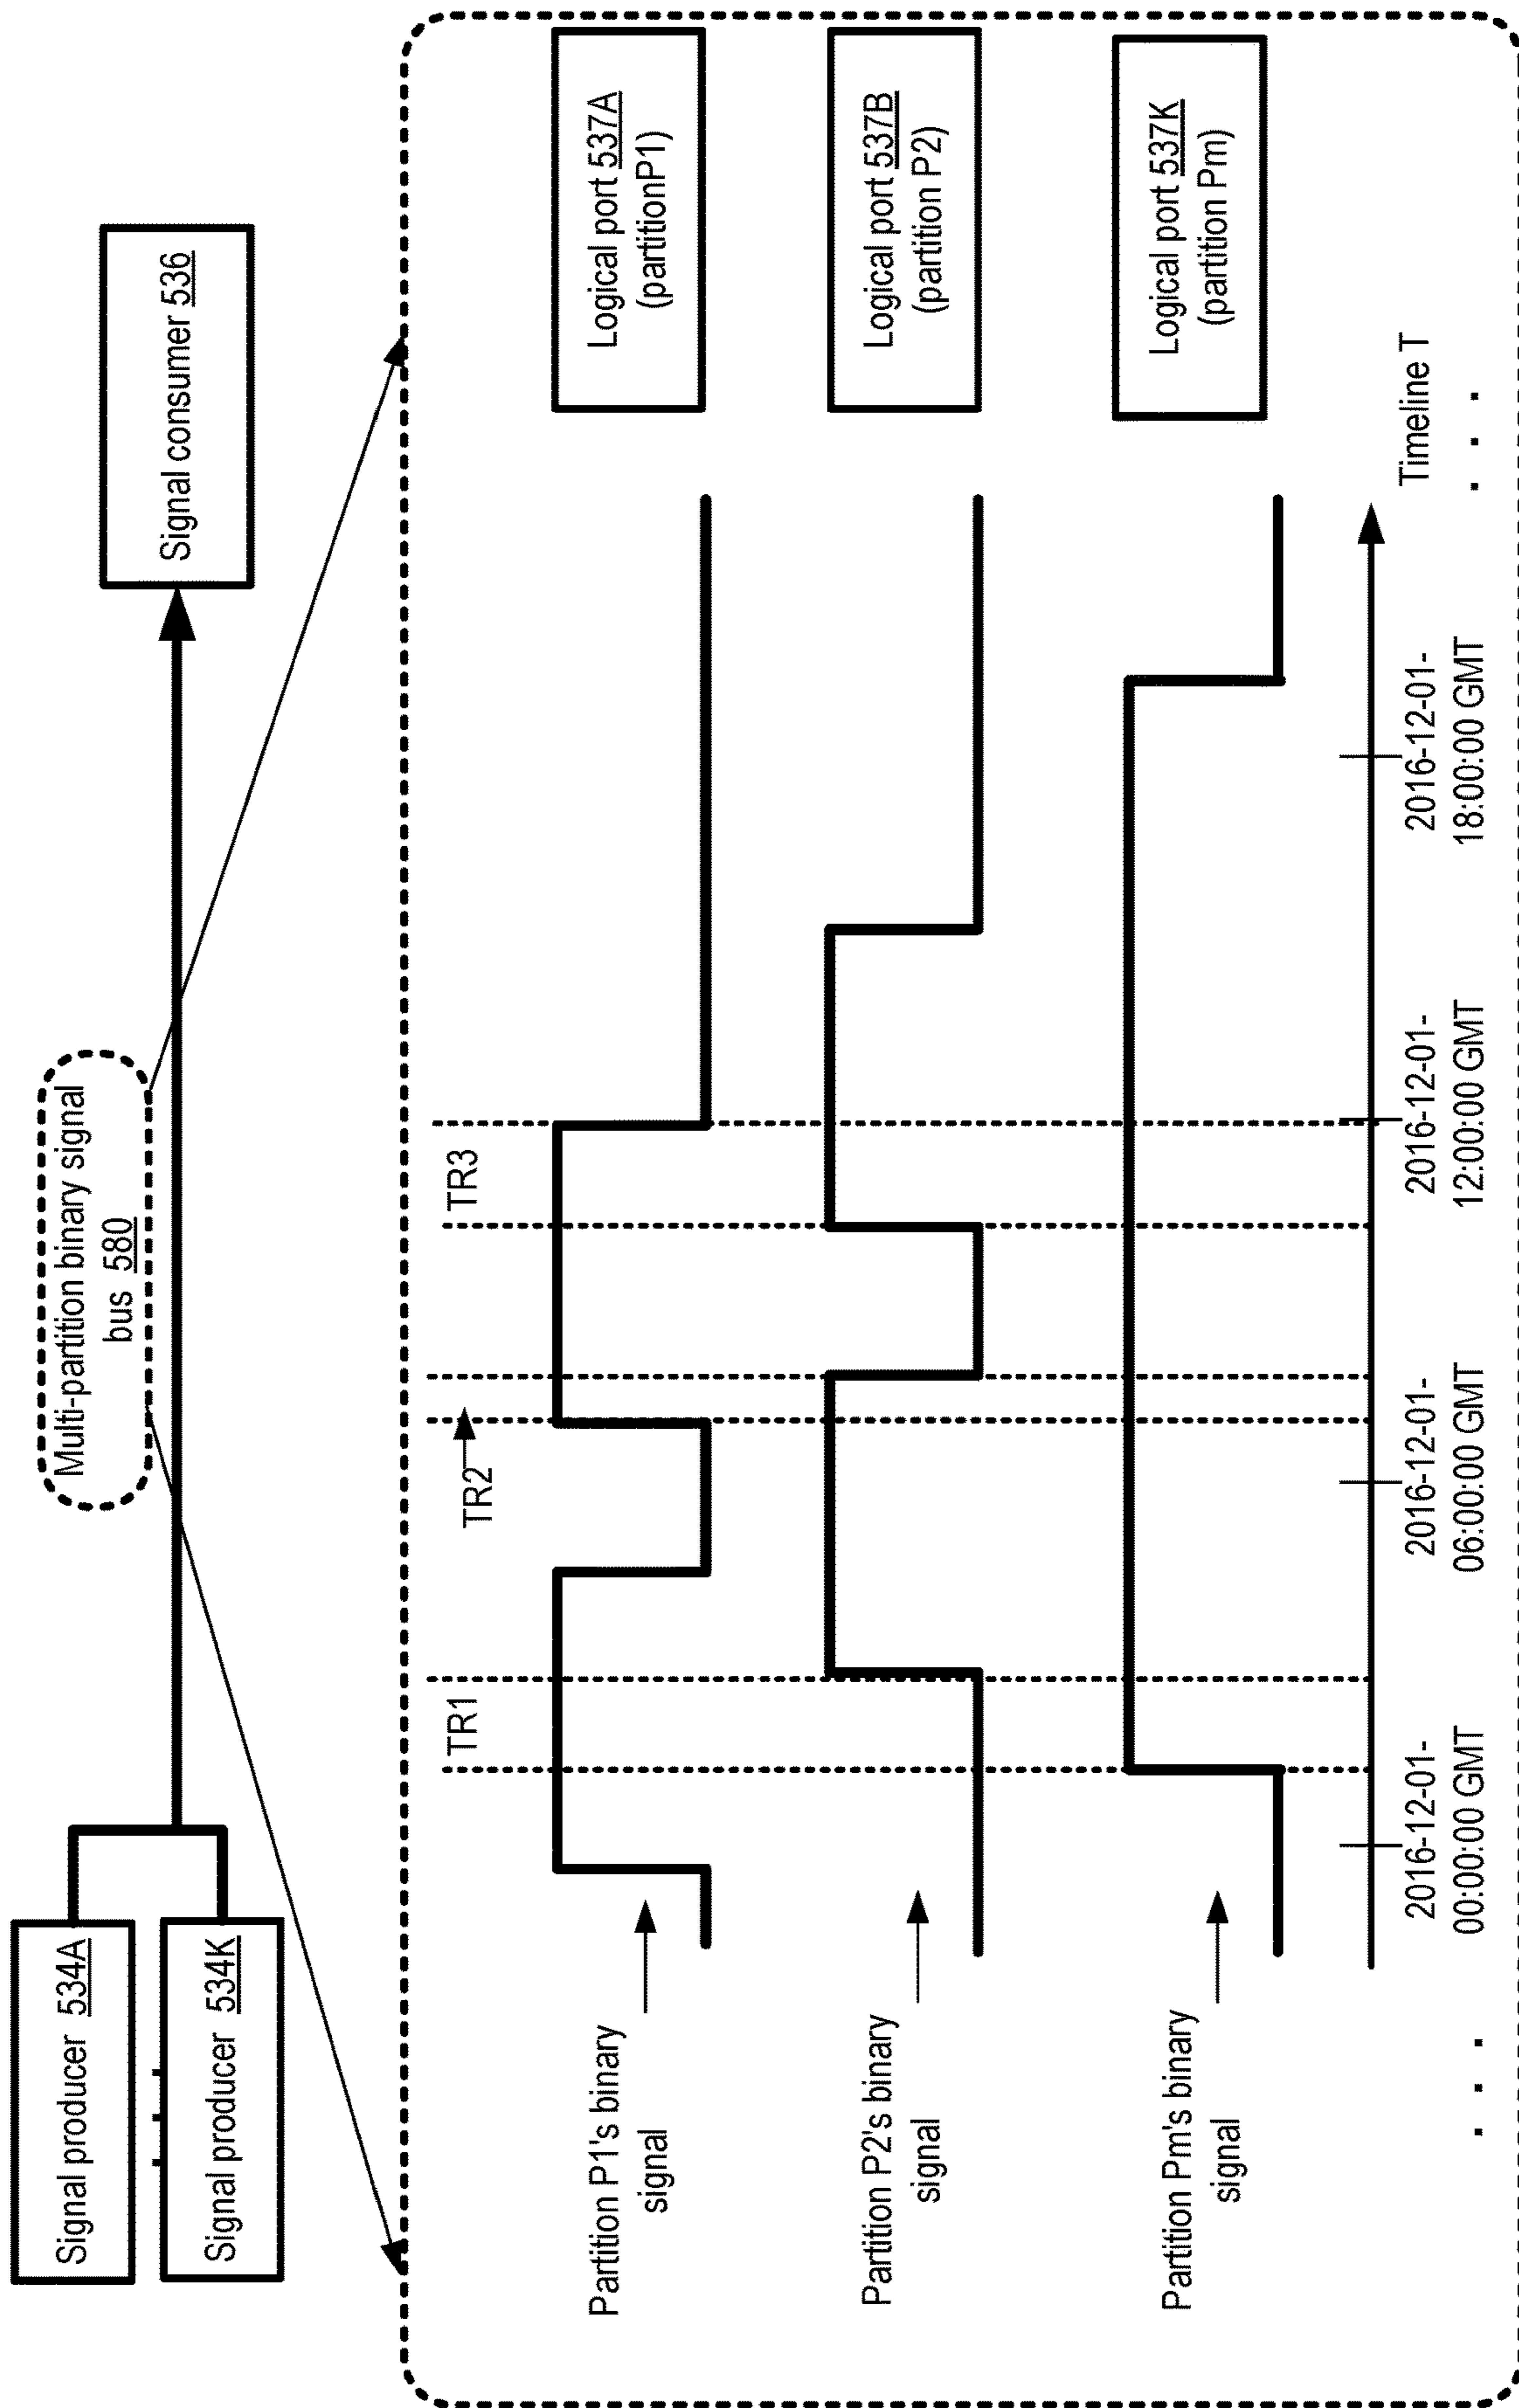 Signal producer 534A
. . .
Signal producer 534K
Multi-partition binary signal
bus 580
Signal consumer 536
TR1
TR2
TR3
Partition P1's binary
signal
Logical port 537A
(partitionP1)
Partition P2's binary
signal
Logical port 537B
(partition P2)
Partition Pm's binary
signal
Logical port 537K
(partition Pm)
Timeline T
. . .
2016-12-01-
00:00:00 GMT
2016-12-01-
06:00:00 GMT
2016-12-01-
12:00:00 GMT
2016-12-01-
18:00:00 GMT
. . .